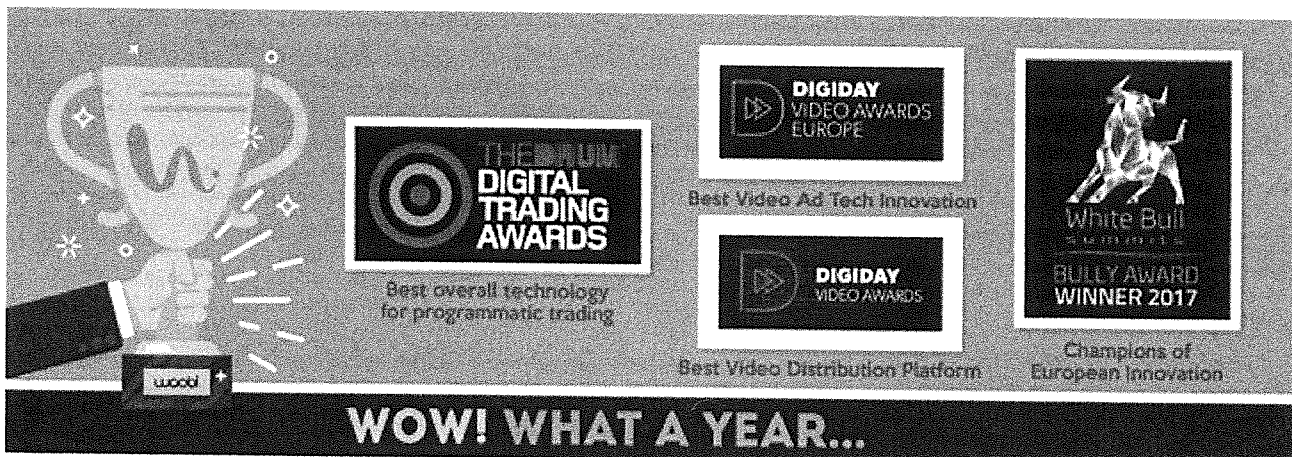 THE DRUM
DIGITAL
TRADING
AWARDS
Best overall technology
for programmatic trading
DIGIDAY
VIDEO AWARDS
EUROPE
Best Video Ad Tech Innovation
DIGIDAY
VIDEO AWARDS
Best Video Distribution Platform
White Bull
SUMMITS
BULLY AWARD
WINNER 2017
Champions of
European Innovation
woobi
WOW! WHAT A YEAR...